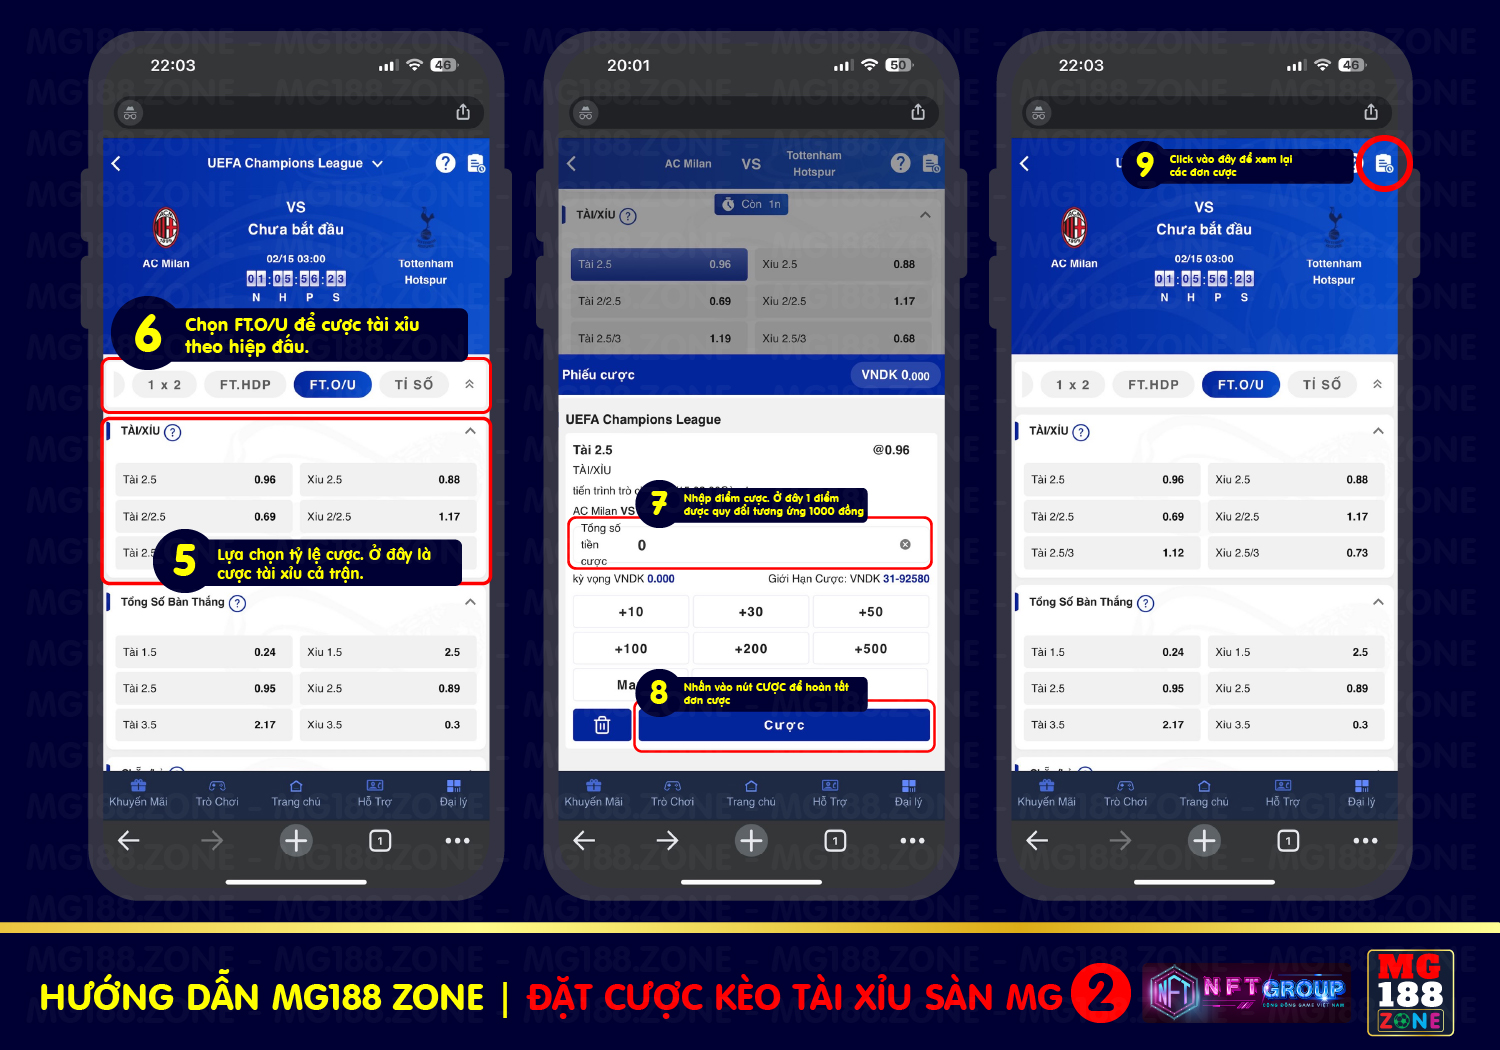 22:03
46
UEFA Champions League
?
VS
Chưa bắt đầu
AC Milan
02/15 03:00
Tottenham
Hotspur
01:05:56:23
N H P S
6
Chọn FT.O/U để cược tài xỉu
theo hiệp đấu.
1 x 2
FT.HDP
FT.O/U
TỈ SỐ
TÀI/XỈU ?
Tài 2.5 0.96
Xỉu 2.5 0.88
Tài 2/2.5 0.69
Xỉu 2/2.5 1.17
Tài 2.5
5
Lựa chọn tỷ lệ cược. Ở đây là
cược tài xỉu cả trận.
Tổng Số Bàn Thắng ?
Tài 1.5 0.24
Xỉu 1.5 2.5
Tài 2.5 0.95
Xỉu 2.5 0.89
Tài 3.5 2.17
Xỉu 3.5 0.3
Khuyến Mãi
Trò Chơi
Trang chủ
Hỗ Trợ
Đại lý
1
20:01
50
AC Milan VS Tottenham
Hotspur
?
Còn 1n
TÀI/XỈU ?
Tài 2.5 0.96
Xỉu 2.5 0.88
Tài 2/2.5 0.69
Xỉu 2/2.5 1.17
Tài 2.5/3 1.19
Xỉu 2.5/3 0.68
Phiếu cược
VNDK 0.000
UEFA Champions League
Tài 2.5 @0.96
TÀI/XỈU
tiến trình trò
AC Milan VS
7
Nhập điểm cược. Ở đây 1 điểm
được quy đổi tương ứng 1000 đồng
Tổng số
tiền
cược
0
kỳ vọng VNDK 0.000
Giới Hạn Cược: VNDK 31-92580
+10
+30
+50
+100
+200
+500
Ma
8
Nhấn vào nút CƯỢC để hoàn tất
đơn cược
Cược
Khuyến Mãi
Trò Chơi
Trang chủ
Hỗ Trợ
Đại lý
1
22:03
46
9
Click vào đây để xem lại
các đơn cược
VS
Chưa bắt đầu
AC Milan
02/15 03:00
Tottenham
Hotspur
01:05:56:23
N H P S
1 x 2
FT.HDP
FT.O/U
TỈ SỐ
TÀI/XỈU ?
Tài 2.5 0.96
Xỉu 2.5 0.88
Tài 2/2.5 0.69
Xỉu 2/2.5 1.17
Tài 2.5/3 1.12
Xỉu 2.5/3 0.73
Tổng Số Bàn Thắng ?
Tài 1.5 0.24
Xỉu 1.5 2.5
Tài 2.5 0.95
Xỉu 2.5 0.89
Tài 3.5 2.17
Xỉu 3.5 0.3
Khuyến Mãi
Trò Chơi
Trang chủ
Hỗ Trợ
Đại lý
1
HƯỚNG DẪN MG188 ZONE | ĐẶT CƯỢC KÈO TÀI XỈU SÀN MG 2
NFT NFTGROUP
CỘNG ĐỒNG GAME VIỆT NAM
MG
188
ZONE